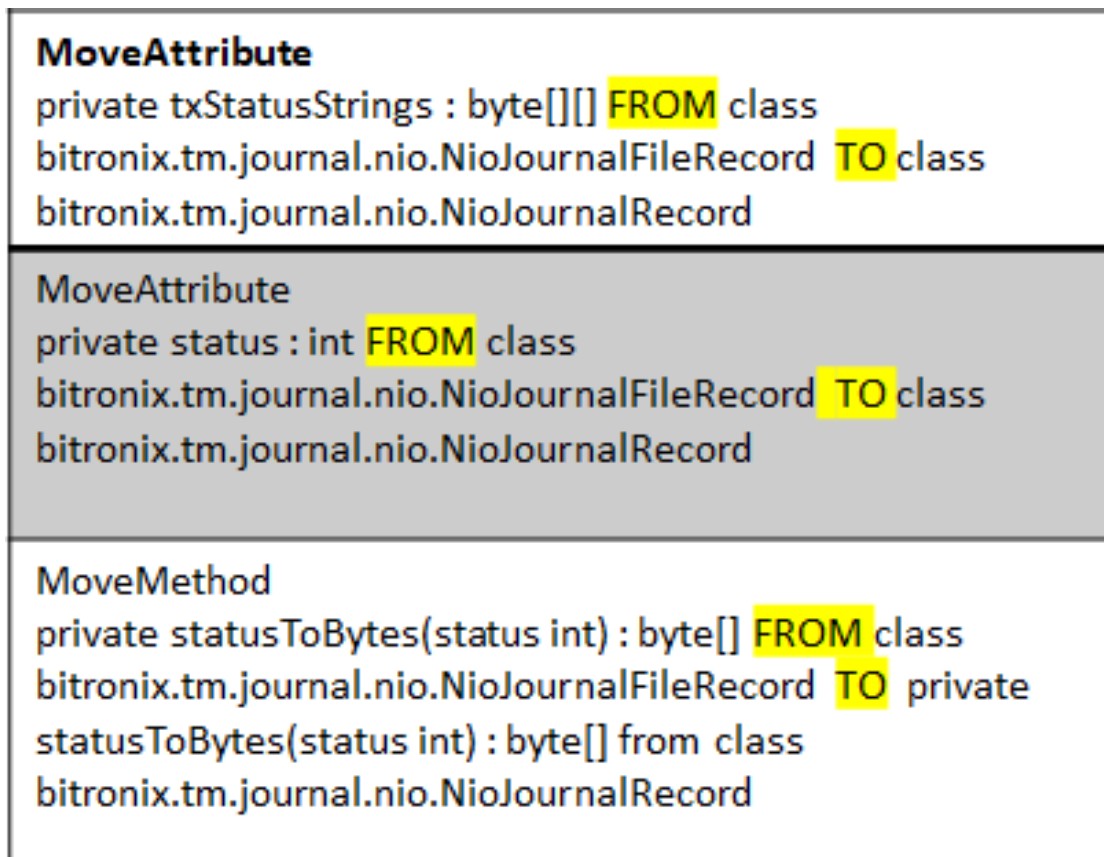 MoveAttribute
private txStatusStrings : byte[][] FROM class
bitronix.tm.journal.nio.NioJournalFileRecord TO class
bitronix.tm.journal.nio.NioJournalRecord
MoveAttribute
private status : int FROM class
bitronix.tm.journal.nio.NioJournalFileRecord TO class
bitronix.tm.journal.nio.NioJournalRecord
MoveMethod
private statusToBytes(status int) : byte[] FROM class
bitronix.tm.journal.nio.NioJournalFileRecord TO private
statusToBytes(status int) : byte[] from class
bitronix.tm.journal.nio.NioJournalRecord